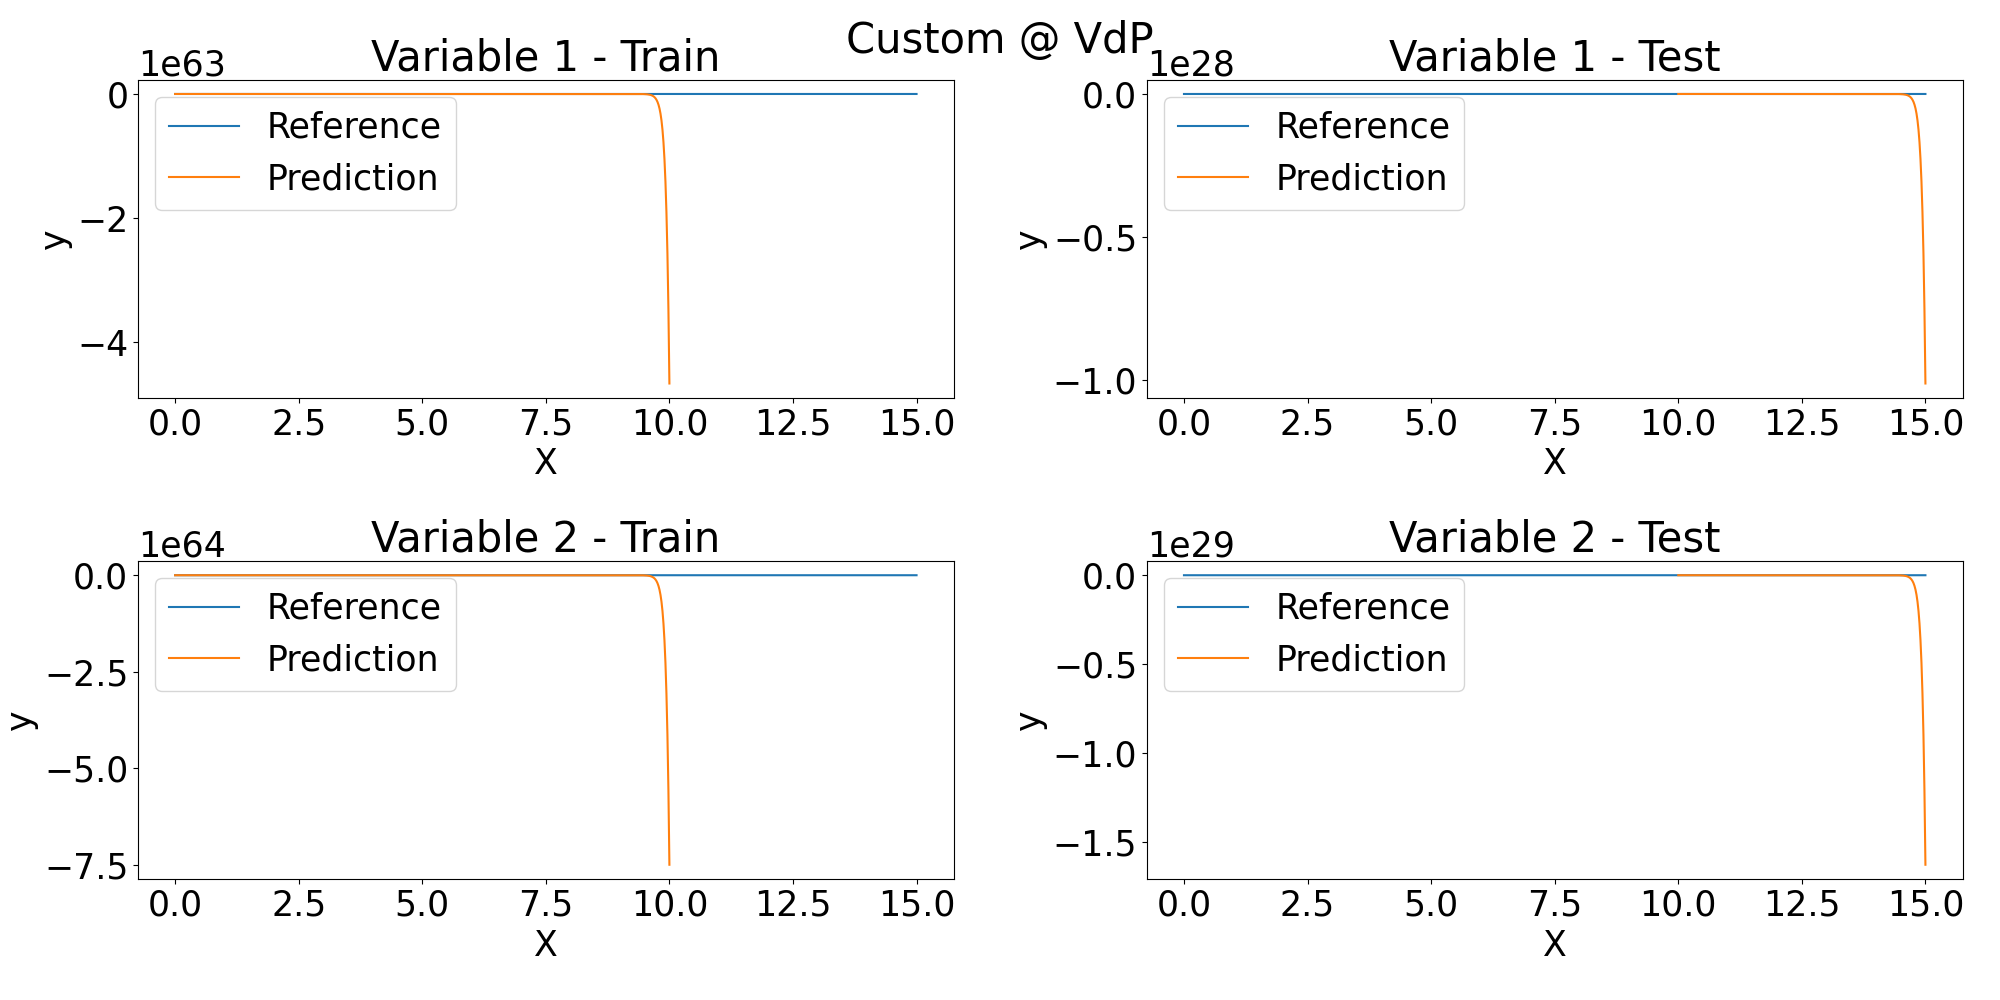 Custom @ VdP
Variable 1 - Train
1e63
0
−2
−4
y
Reference
Prediction
0.0 2.5 5.0 7.5 10.0 12.5 15.0
X
Variable 1 - Test
1e28
0.0
−0.5
−1.0
y
Reference
Prediction
0.0 2.5 5.0 7.5 10.0 12.5 15.0
X
Variable 2 - Train
1e64
0.0
−2.5
−5.0
−7.5
y
Reference
Prediction
0.0 2.5 5.0 7.5 10.0 12.5 15.0
X
Variable 2 - Test
1e29
0.0
−0.5
−1.0
−1.5
y
Reference
Prediction
0.0 2.5 5.0 7.5 10.0 12.5 15.0
X